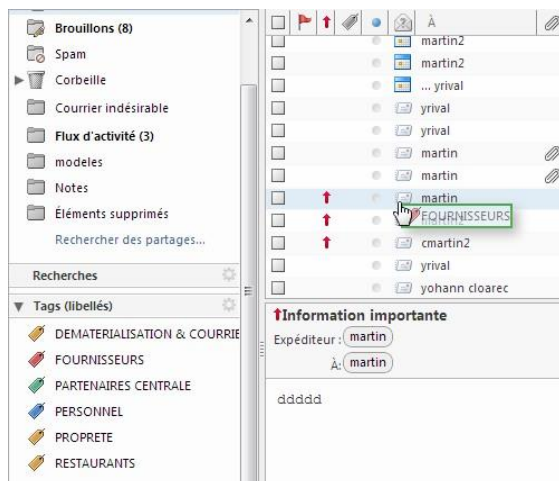 Brouillons (8)
Spam
Corbeille
Courrier indésirable
Flux d'activité (3)
modeles
Notes
Éléments supprimés
Rechercher des partages...
Recherches
Tags (libellés)
DEMATERIALISATION & COURRIE
FOURNISSEURS
PARTENAIRES CENTRALE
PERSONNEL
PROPRETE
RESTAURANTS
À
martin2
martin2
... yrival
yrival
yrival
martin
martin
martin
martin2
FOURNISSEURS
cmartin2
yrival
yohann cloarec
Information importante
Expéditeur : martin
À: martin
ddddd